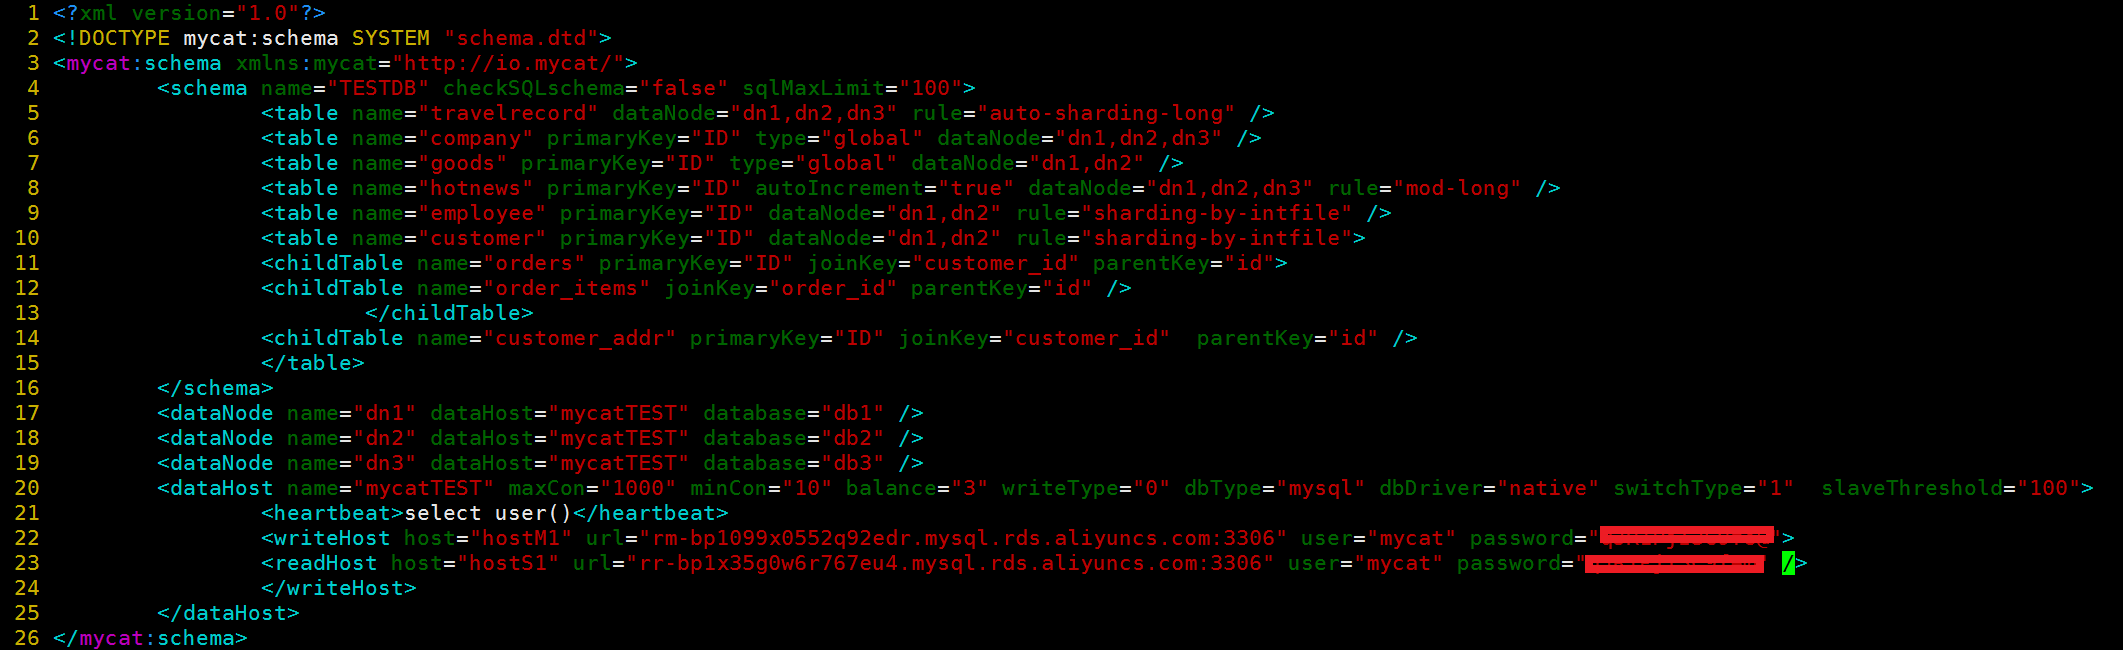 1 <?xml version="1.0"?>
2 <!DOCTYPE mycat:schema SYSTEM "schema.dtd">
3 <mycat:schema xmlns:mycat="http://io.mycat/">
4 <schema name="TESTDB" checkSQLschema="false" sqlMaxLimit="100">
5 <table name="travelrecord" dataNode="dn1,dn2,dn3" rule="auto-sharding-long" />
6 <table name="company" primaryKey="ID" type="global" dataNode="dn1,dn2,dn3" />
7 <table name="goods" primaryKey="ID" type="global" dataNode="dn1,dn2" />
8 <table name="hotnews" primaryKey="ID" autoIncrement="true" dataNode="dn1,dn2,dn3" rule="mod-long" />
9 <table name="employee" primaryKey="ID" dataNode="dn1,dn2" rule="sharding-by-intfile" />
10 <table name="customer" primaryKey="ID" dataNode="dn1,dn2" rule="sharding-by-intfile">
11 <childTable name="orders" primaryKey="ID" joinKey="customer_id" parentKey="id">
12 <childTable name="order_items" joinKey="order_id" parentKey="id" />
13 </childTable>
14 <childTable name="customer_addr" primaryKey="ID" joinKey="customer_id"  parentKey="id" />
15 </table>
16 </schema>
17 <dataNode name="dn1" dataHost="mycatTEST" database="db1" />
18 <dataNode name="dn2" dataHost="mycatTEST" database="db2" />
19 <dataNode name="dn3" dataHost="mycatTEST" database="db3" />
20 <dataHost name="mycatTEST" maxCon="1000" minCon="10" balance="3" writeType="0" dbType="mysql" dbDriver="native" switchType="1"  slaveThreshold="100">
21 <heartbeat>select user()</heartbeat>
22 <writeHost host="hostM1" url="rm-bp1099x0552q92edr.mysql.rds.aliyuncs.com:3306" user="mycat" password="">
23 <readHost host="hostS1" url="rr-bp1x35g0w6r767eu4.mysql.rds.aliyuncs.com:3306" user="mycat" password="" />
24 </writeHost>
25 </dataHost>
26 </mycat:schema>